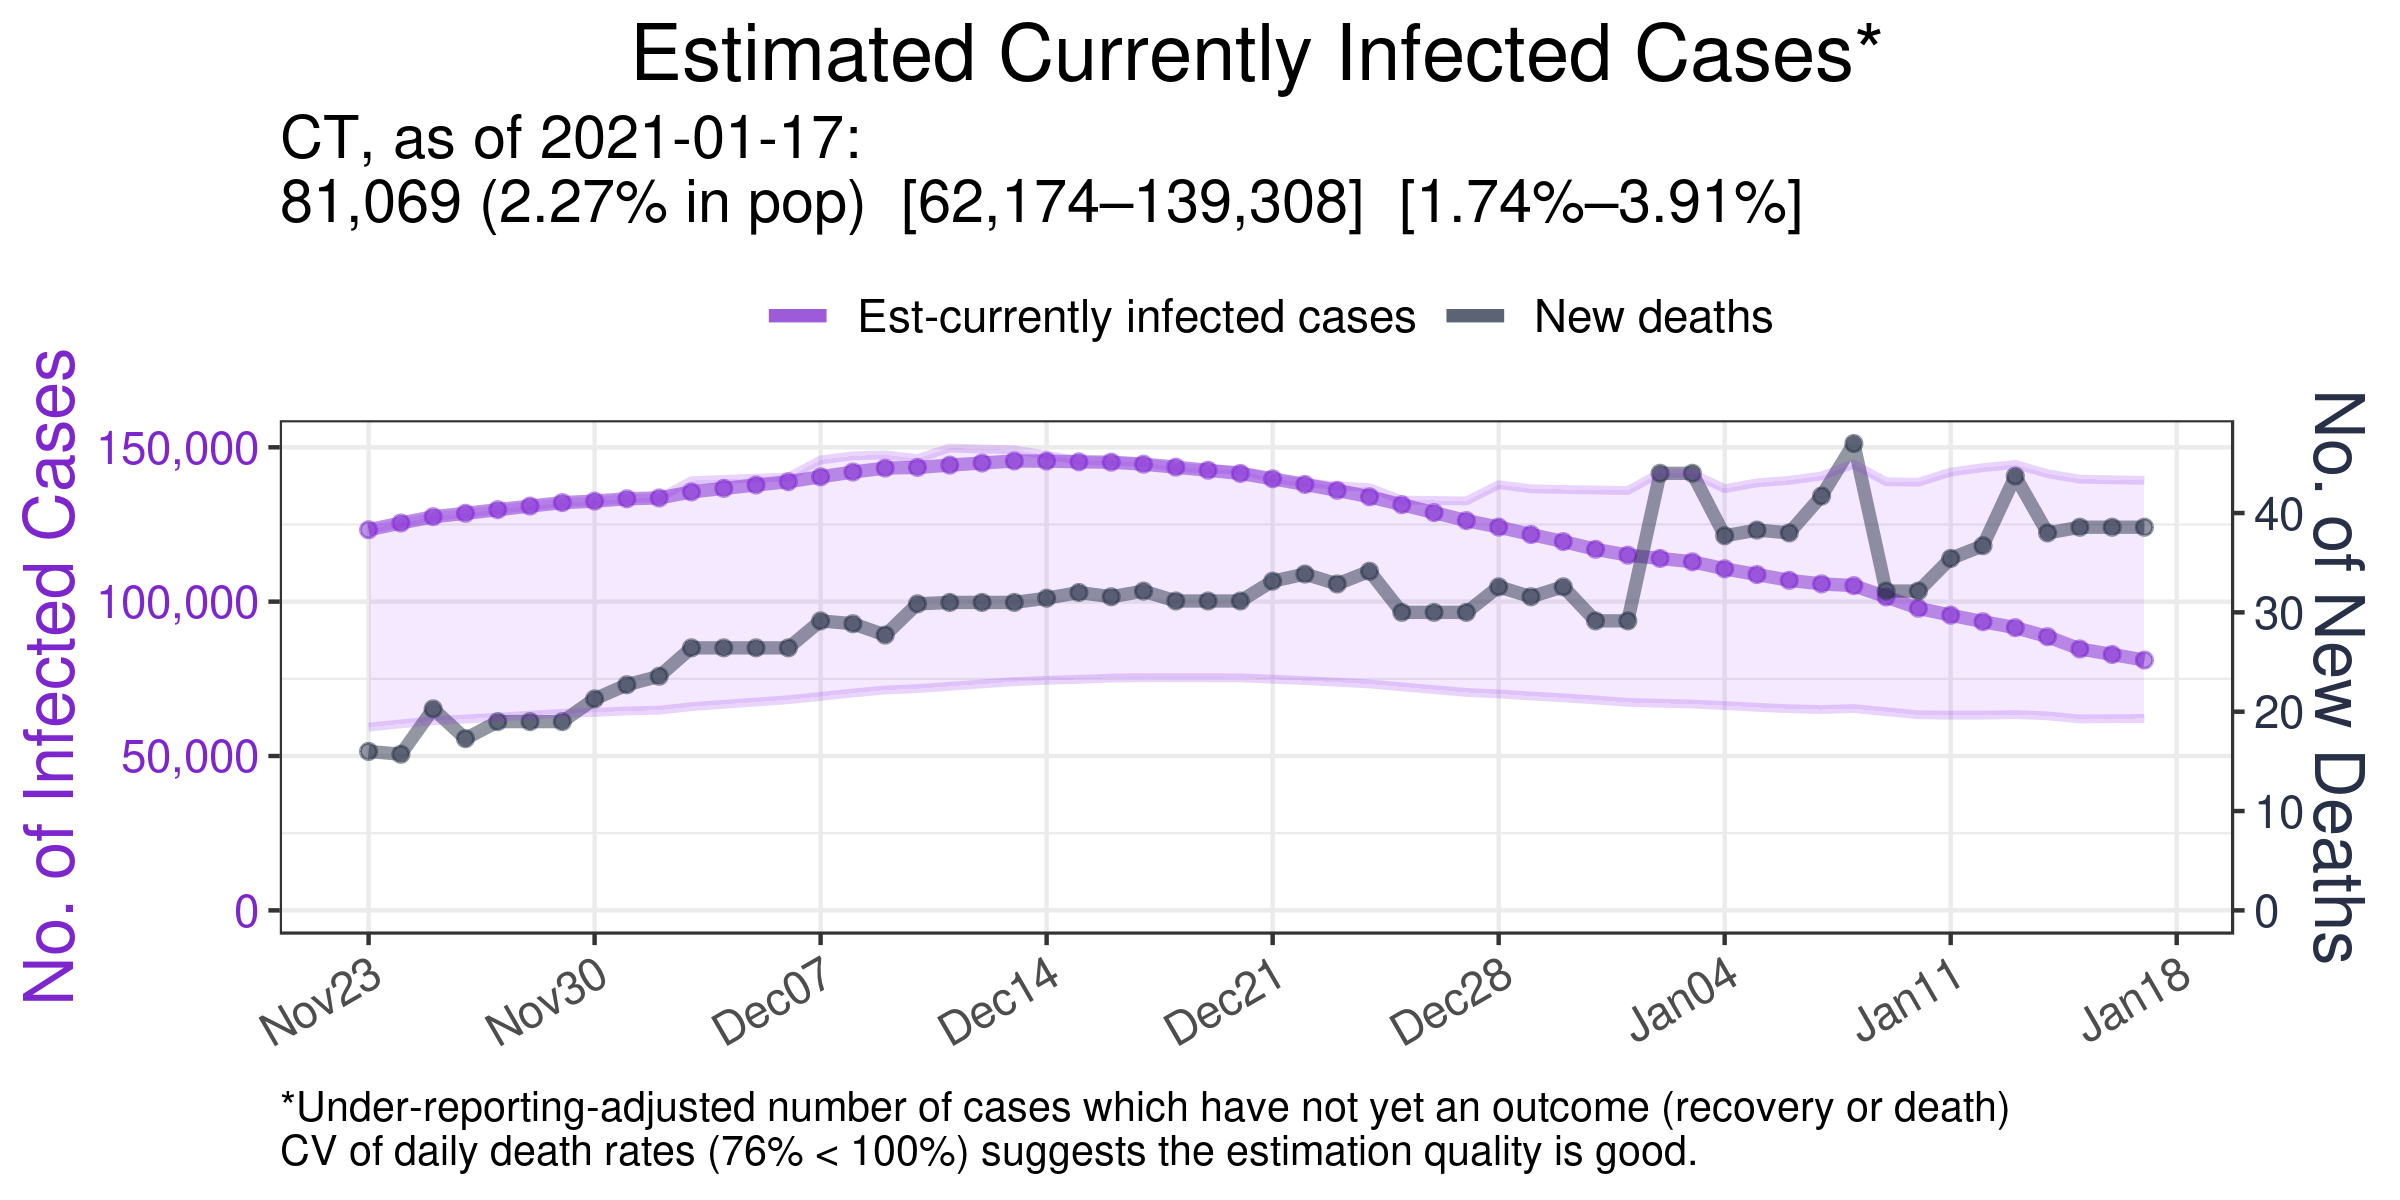 Estimated Currently Infected Cases*
CT, as of 2021-01-17:
81,069 (2.27% in pop)  [62,174–139,308]  [1.74%–3.91%]
Est-currently infected cases
New deaths
No. of Infected Cases
150,000
100,000
50,000
0
No. of New Deaths
40
30
20
10
0
Nov23
Nov30
Dec07
Dec14
Dec21
Dec28
Jan04
Jan11
Jan18
*Under-reporting-adjusted number of cases which have not yet an outcome (recovery or death)
CV of daily death rates (76% < 100%) suggests the estimation quality is good.